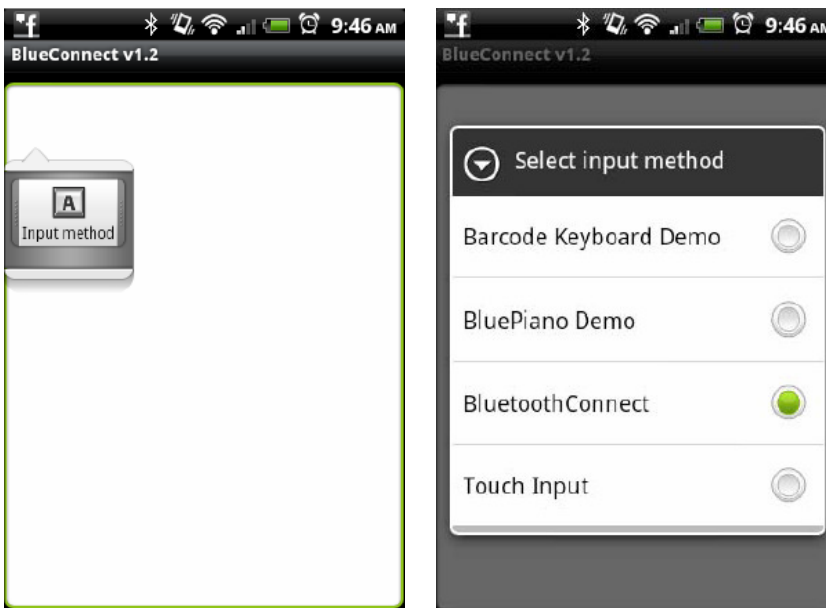 9:46 AM
BlueConnect v1.2
A
Input method
9:46 AM
BlueConnect v1.2
Select input method
Barcode Keyboard Demo
BluePiano Demo
BluetoothConnect
Touch Input